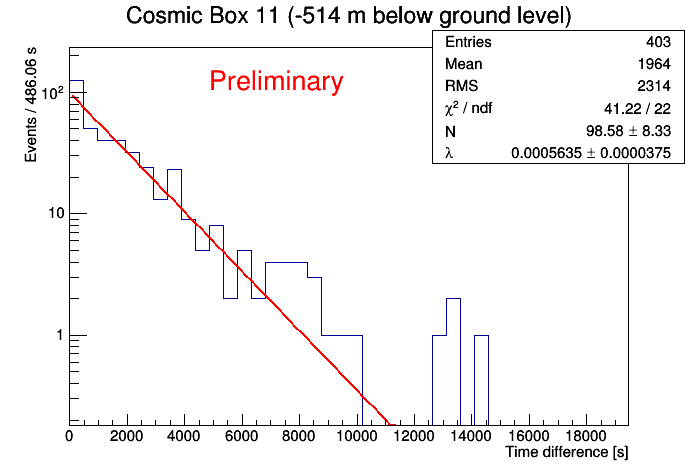 Cosmic Box 11 (-514 m below ground level)
Entries 403
Mean 1964
RMS 2314
χ² / ndf 41.22 / 22
N 98.58 ± 8.33
λ 0.0005635 ± 0.0000375
Preliminary
Events / 486.06 s
10²
10
1
0 2000 4000 6000 8000 10000 12000 14000 16000 18000
Time difference [s]